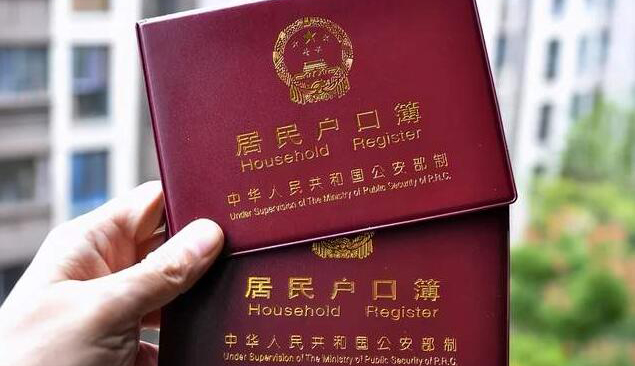 居民户口簿
Household Register
中华人民共和国公安部制
Under Supervision of The Ministry of Public Security of P.R.C.
居民户口簿
Household Register
中华人民共和国公安部制
Under Supervision of The Ministry of Public Security of P.R.C.